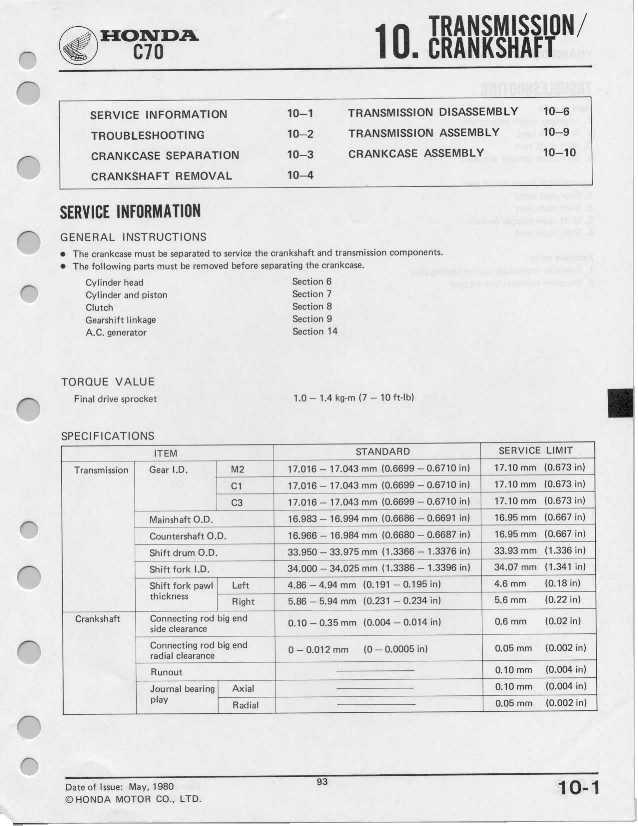 HONDA
C70
10. TRANSMISSION/
CRANKSHAFT
SERVICE INFORMATION 10–1 TRANSMISSION DISASSEMBLY 10–6
TROUBLESHOOTING 10–2 TRANSMISSION ASSEMBLY 10–9
CRANKCASE SEPARATION 10–3 CRANKCASE ASSEMBLY 10–10
CRANKSHAFT REMOVAL 10–4
SERVICE INFORMATION
GENERAL INSTRUCTIONS
● The crankcase must be separated to service the crankshaft and transmission components.
● The following parts must be removed before separating the crankcase.
Cylinder head Section 6
Cylinder and piston Section 7
Clutch Section 8
Gearshift linkage Section 9
A.C. generator Section 14
TORQUE VALUE
Final drive sprocket 1.0 – 1.4 kg-m (7 – 10 ft-lb)
SPECIFICATIONS
ITEM STANDARD SERVICE LIMIT
Transmission Gear I.D. M2 17.016 – 17.043 mm (0.6699 – 0.6710 in) 17.10 mm (0.673 in)
C1 17.016 – 17.043 mm (0.6699 – 0.6710 in) 17.10 mm (0.673 in)
C3 17.016 – 17.043 mm (0.6699 – 0.6710 in) 17.10 mm (0.673 in)
Mainshaft O.D. 16.983 – 16.994 mm (0.6686 – 0.6691 in) 16.95 mm (0.667 in)
Countershaft O.D. 16.966 – 16.984 mm (0.6680 – 0.6687 in) 16.95 mm (0.667 in)
Shift drum O.D. 33.950 – 33.975 mm (1.3366 – 1.3376 in) 33.93 mm (1.336 in)
Shift fork I.D. 34.000 – 34.025 mm (1.3386 – 1.3396 in) 34.07 mm (1.341 in)
Shift fork pawl thickness Left 4.86 – 4.94 mm (0.191 – 0.195 in) 4.6 mm (0.18 in)
Right 5.86 – 5.94 mm (0.231 – 0.234 in) 5.6 mm (0.22 in)
Crankshaft Connecting rod big end
side clearance 0.10 – 0.35 mm (0.004 – 0.014 in) 0.6 mm (0.02 in)
Connecting rod big end
radial clearance 0 – 0.012 mm (0 – 0.0005 in) 0.05 mm (0.002 in)
Runout 0.10 mm (0.004 in)
Journal bearing play Axial 0.10 mm (0.004 in)
Radial 0.05 mm (0.002 in)
Date of Issue: May, 1980
© HONDA MOTOR CO., LTD.
93
10-1